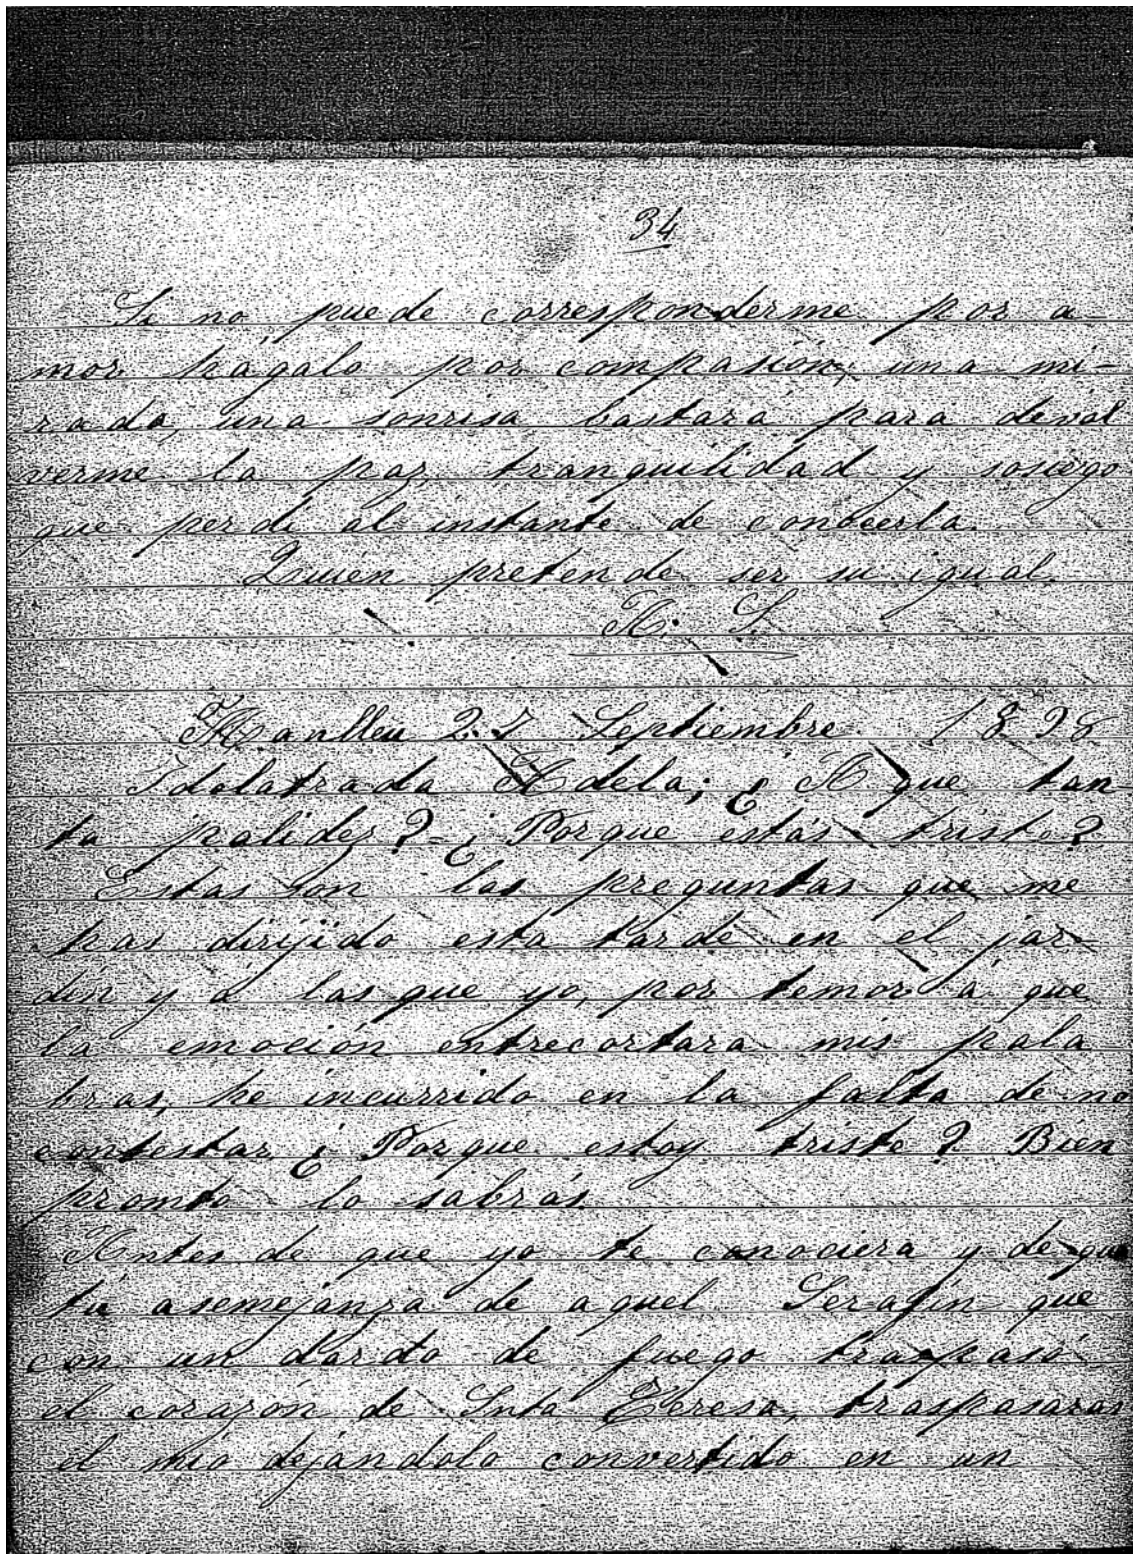 34
Si no puede corresponderme por a
mor hágalo por compasión; una mi-
rada, una sonrisa bastará para devol
verme la paz, tranquilidad y sosiego
que perdí al instante de conocerla.
Quien pretende ser su igual.
A. S.
Manlleu 27 Septiembre 1898
Idolatrada Adela; ¿A que tan
ta palidez?-¿Porque estás triste?
Estas son las preguntas que me
has dirijido esta tarde en el jar-
dín y á las que yo, por temor á que
la emoción entrecortara mis pala
bras, he incurrido en la falta de no
contestar ¿Porque estoy triste? Bien
promto lo sabrás.
Antes de que yo te conociera y de que
tú asemejanza de aquel Serafín que
con un dardo de fuego traspasó
el corazón de Snta Teresa, traspasaras
el mío dejándolo convertido en un